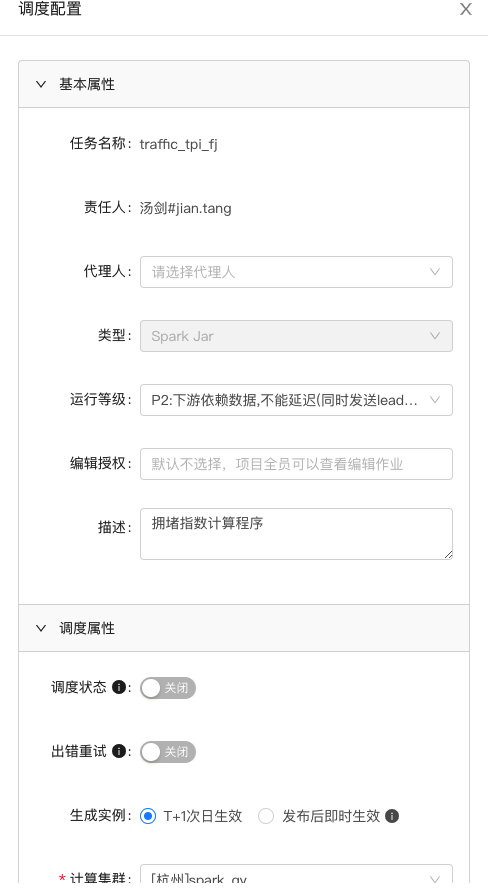 调度配置
基本属性
任务名称: traffic_tpi_fj
责任人: 汤剑#jian.tang
代理人: 请选择代理人
类型: Spark Jar
运行等级: P2:下游依赖数据,不能延迟(同时发送lead...
编辑授权: 默认不选择，项目全员可以查看编辑作业
描述: 拥堵指数计算程序
调度属性
调度状态 : 关闭
出错重试 : 关闭
生成实例: T+1次日生效 发布后即时生效
* 计算集群: [杭州]spark_gy